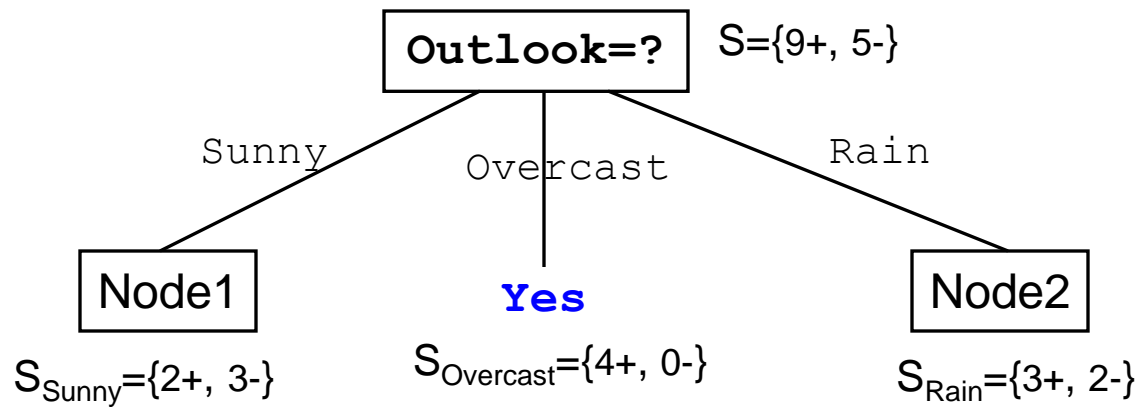 Outlook=? S={9+, 5-}
Sunny Overcast Rain
Node1 Yes Node2
S_Sunny={2+, 3-} S_Overcast={4+, 0-} S_Rain={3+, 2-}